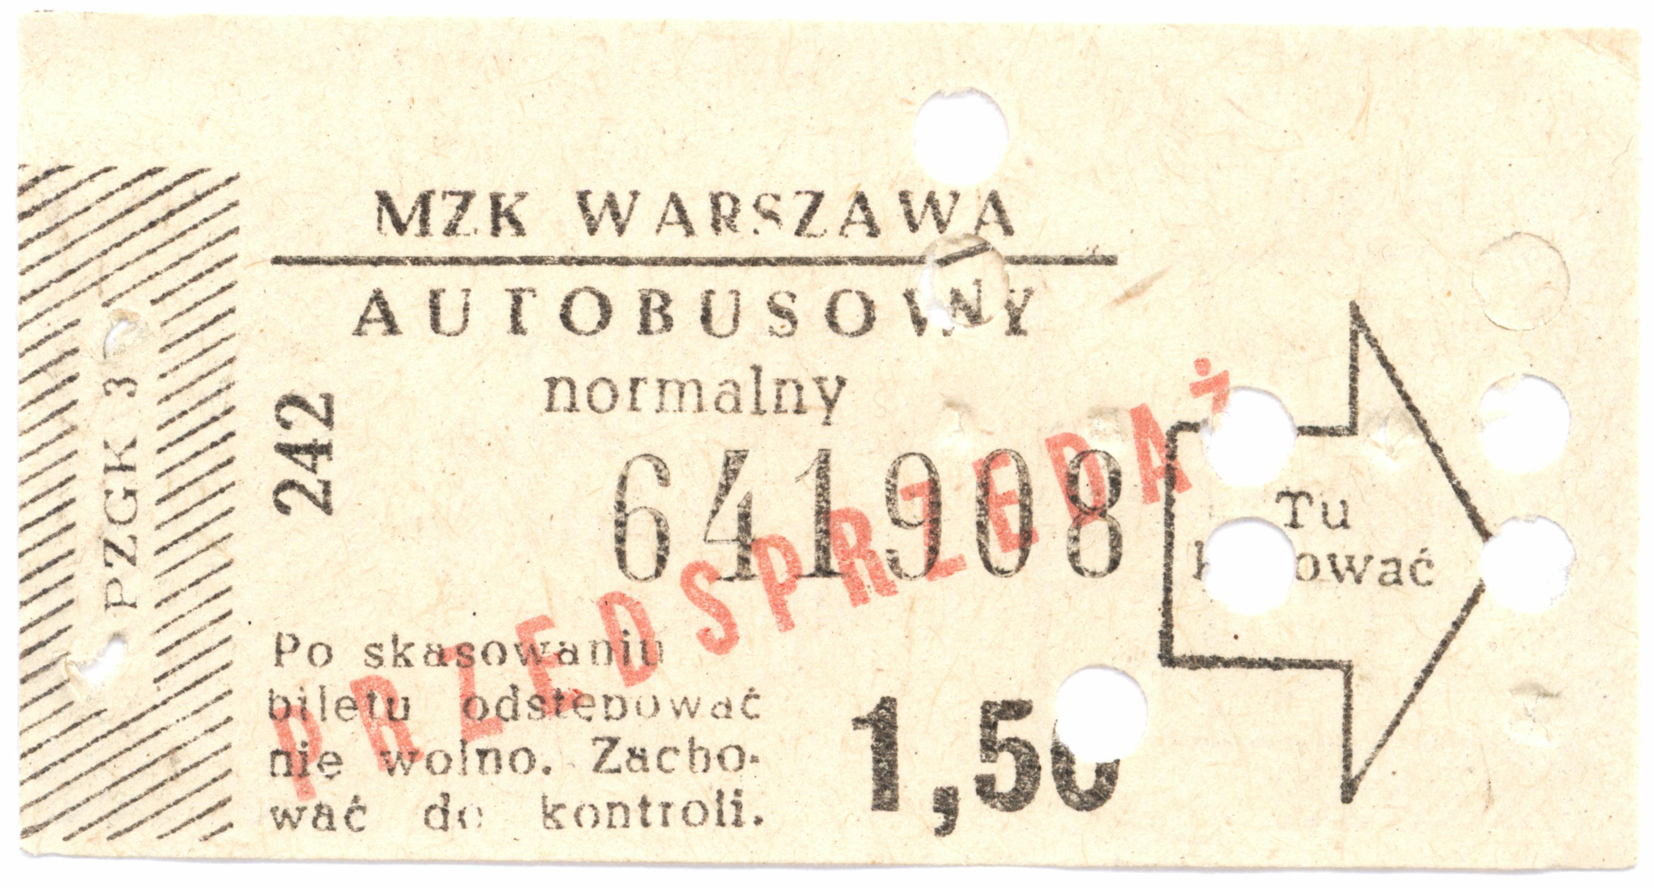 MZK WARSZAWA
AUTOBUSOWY
normalny
242
641908
PZGK 3
PRZEDSPRZEDAŻ
Tu
kasować
Po skasowaniu
biletu odstępować
nie wolno. Zacho-
wać do kontroli.
1,50